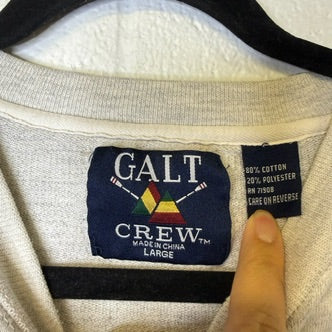 GALT
CREW™
MADE IN CHINA
LARGE
80% COTTON
20% POLYESTER
RN 71908
CARE ON REVERSE